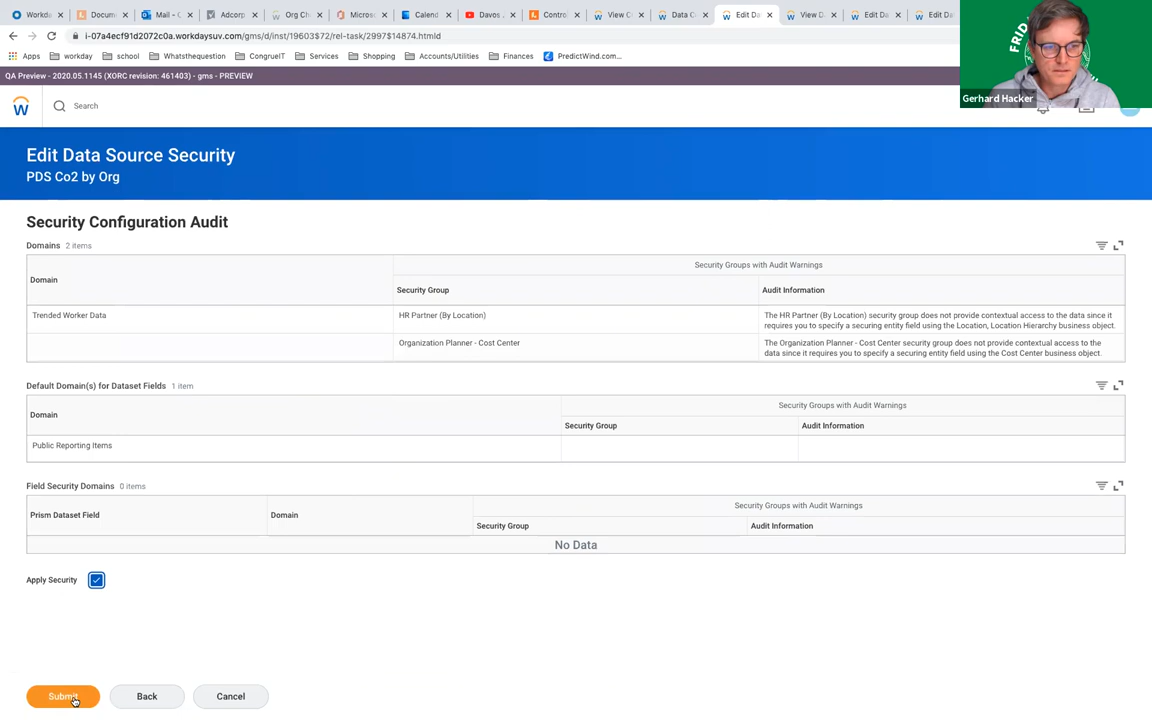 Workda
Docume
Mail – G
Adcorp
Org Che
Microso
Calend
Davos
Contro
View C
Data C
Edit Da
View D
Edit Da
Edit Da
i-07a4ecf91d2072c0a.workdaysuv.com/gms/d/inst/19603$72/rel-task/2997$14874.htmld
Apps workday school Whatsthequestion CongrueIT Services Shopping Accounts/Utilities Finances PredictWind.com...
QA Preview - 2020.05.1145 (XORC revision: 461403) - gms - PREVIEW
FRID
Gerhard Hacker
Search
Edit Data Source Security
PDS Co2 by Org
Security Configuration Audit
Domains 2 items
Security Groups with Audit Warnings
Domain
Security Group Audit Information
Trended Worker Data
HR Partner (By Location)
The HR Partner (By Location) security group does not provide contextual access to the data since it
requires you to specify a securing entity field using the Location, Location Hierarchy business object.
Organization Planner - Cost Center
The Organization Planner - Cost Center security group does not provide contextual access to the
data since it requires you to specify a securing entity field using the Cost Center business object.
Default Domain(s) for Dataset Fields 1 item
Security Groups with Audit Warnings
Domain
Security Group Audit Information
Public Reporting Items
Field Security Domains 0 items
Security Groups with Audit Warnings
Prism Dataset Field Domain
Security Group Audit Information
No Data
Apply Security
Submit Back Cancel